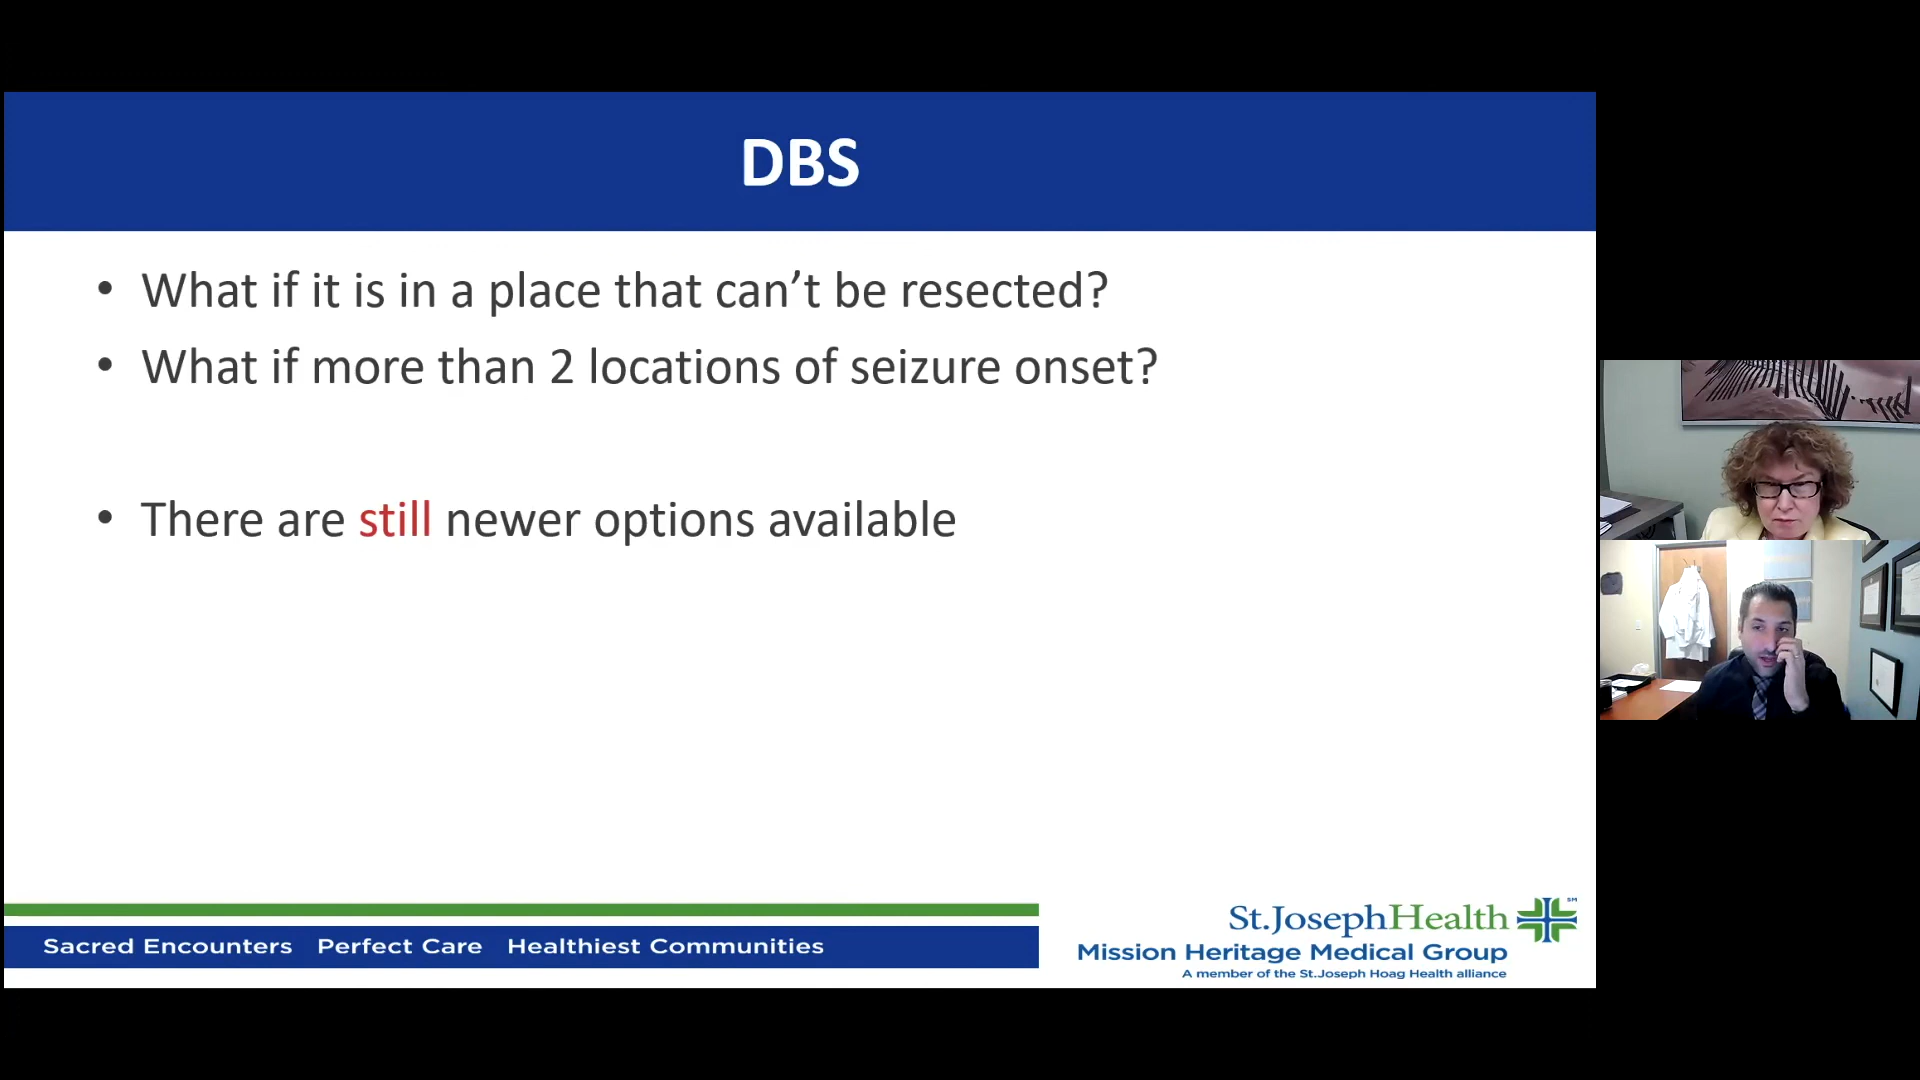 DBS
• What if it is in a place that can’t be resected?
• What if more than 2 locations of seizure onset?
• There are still newer options available
Sacred Encounters Perfect Care Healthiest Communities
St.JosephHealth SM
Mission Heritage Medical Group
A member of the St.Joseph Hoag Health alliance